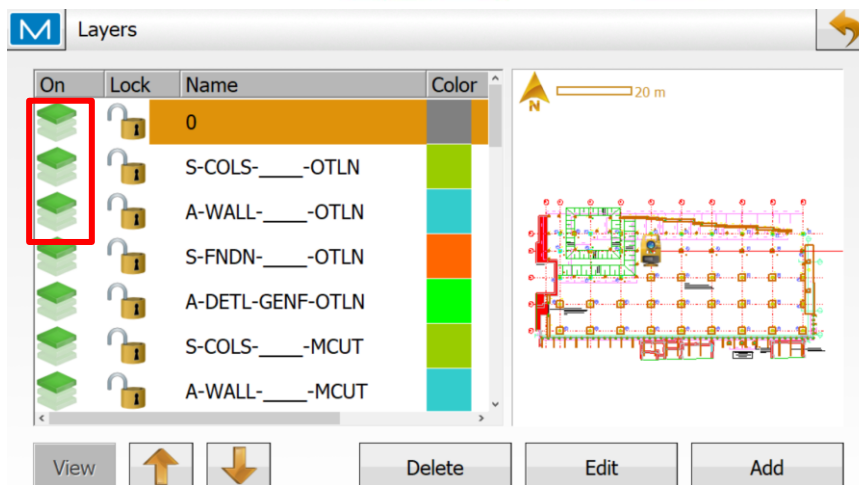 Layers
On Lock Name Color
0
S-COLS-____-OTLN
A-WALL-____-OTLN
S-FNDN-____-OTLN
A-DETL-GENF-OTLN
S-COLS-____-MCUT
A-WALL-____-MCUT
N
20 m
View Delete Edit Add